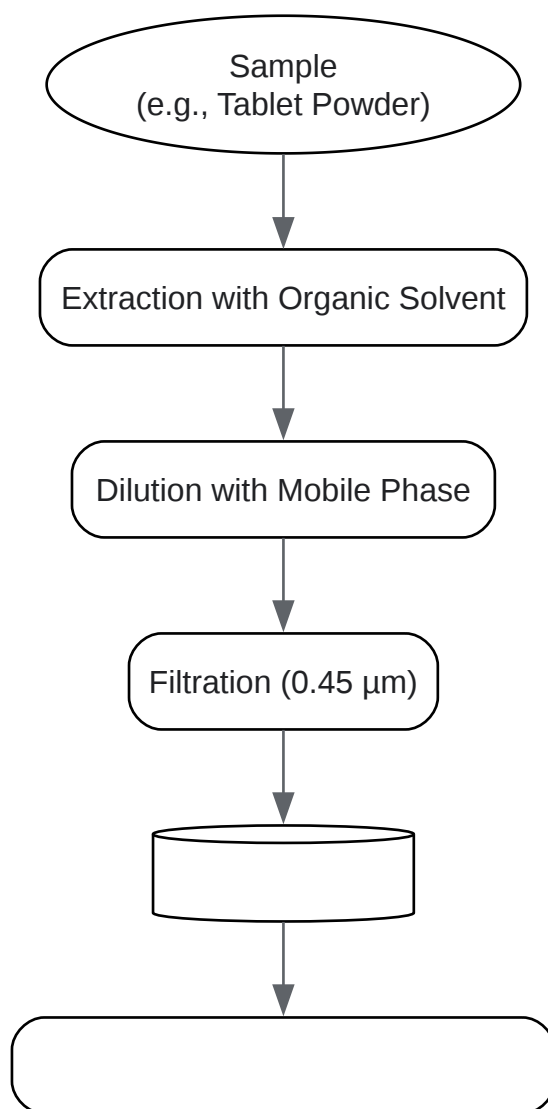 Sample
(e.g., Tablet Powder)
Extraction with Organic Solvent
Dilution with Mobile Phase
Filtration (0.45 µm)